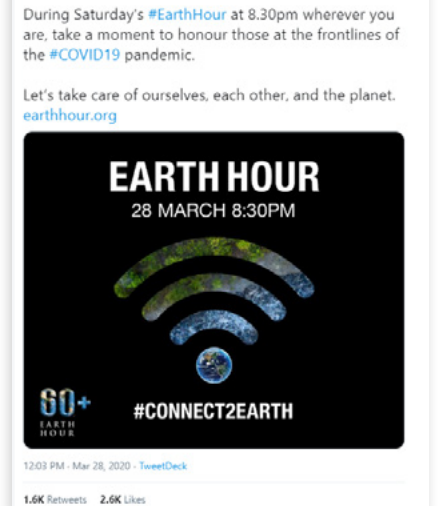 During Saturday's #EarthHour at 8.30pm wherever you
are, take a moment to honour those at the frontlines of
the #COVID19 pandemic.
Let's take care of ourselves, each other, and the planet.
earthhour.org
EARTH HOUR
28 MARCH 8:30PM
60+
EARTH
HOUR
#CONNECT2EARTH
12:03 PM · Mar 28, 2020 · TweetDeck
1.6K Retweets 2.6K Likes